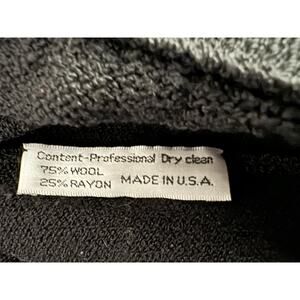 Content-Professional Dry clean
75% WOOL
25% RAYON MADE IN U.S.A.